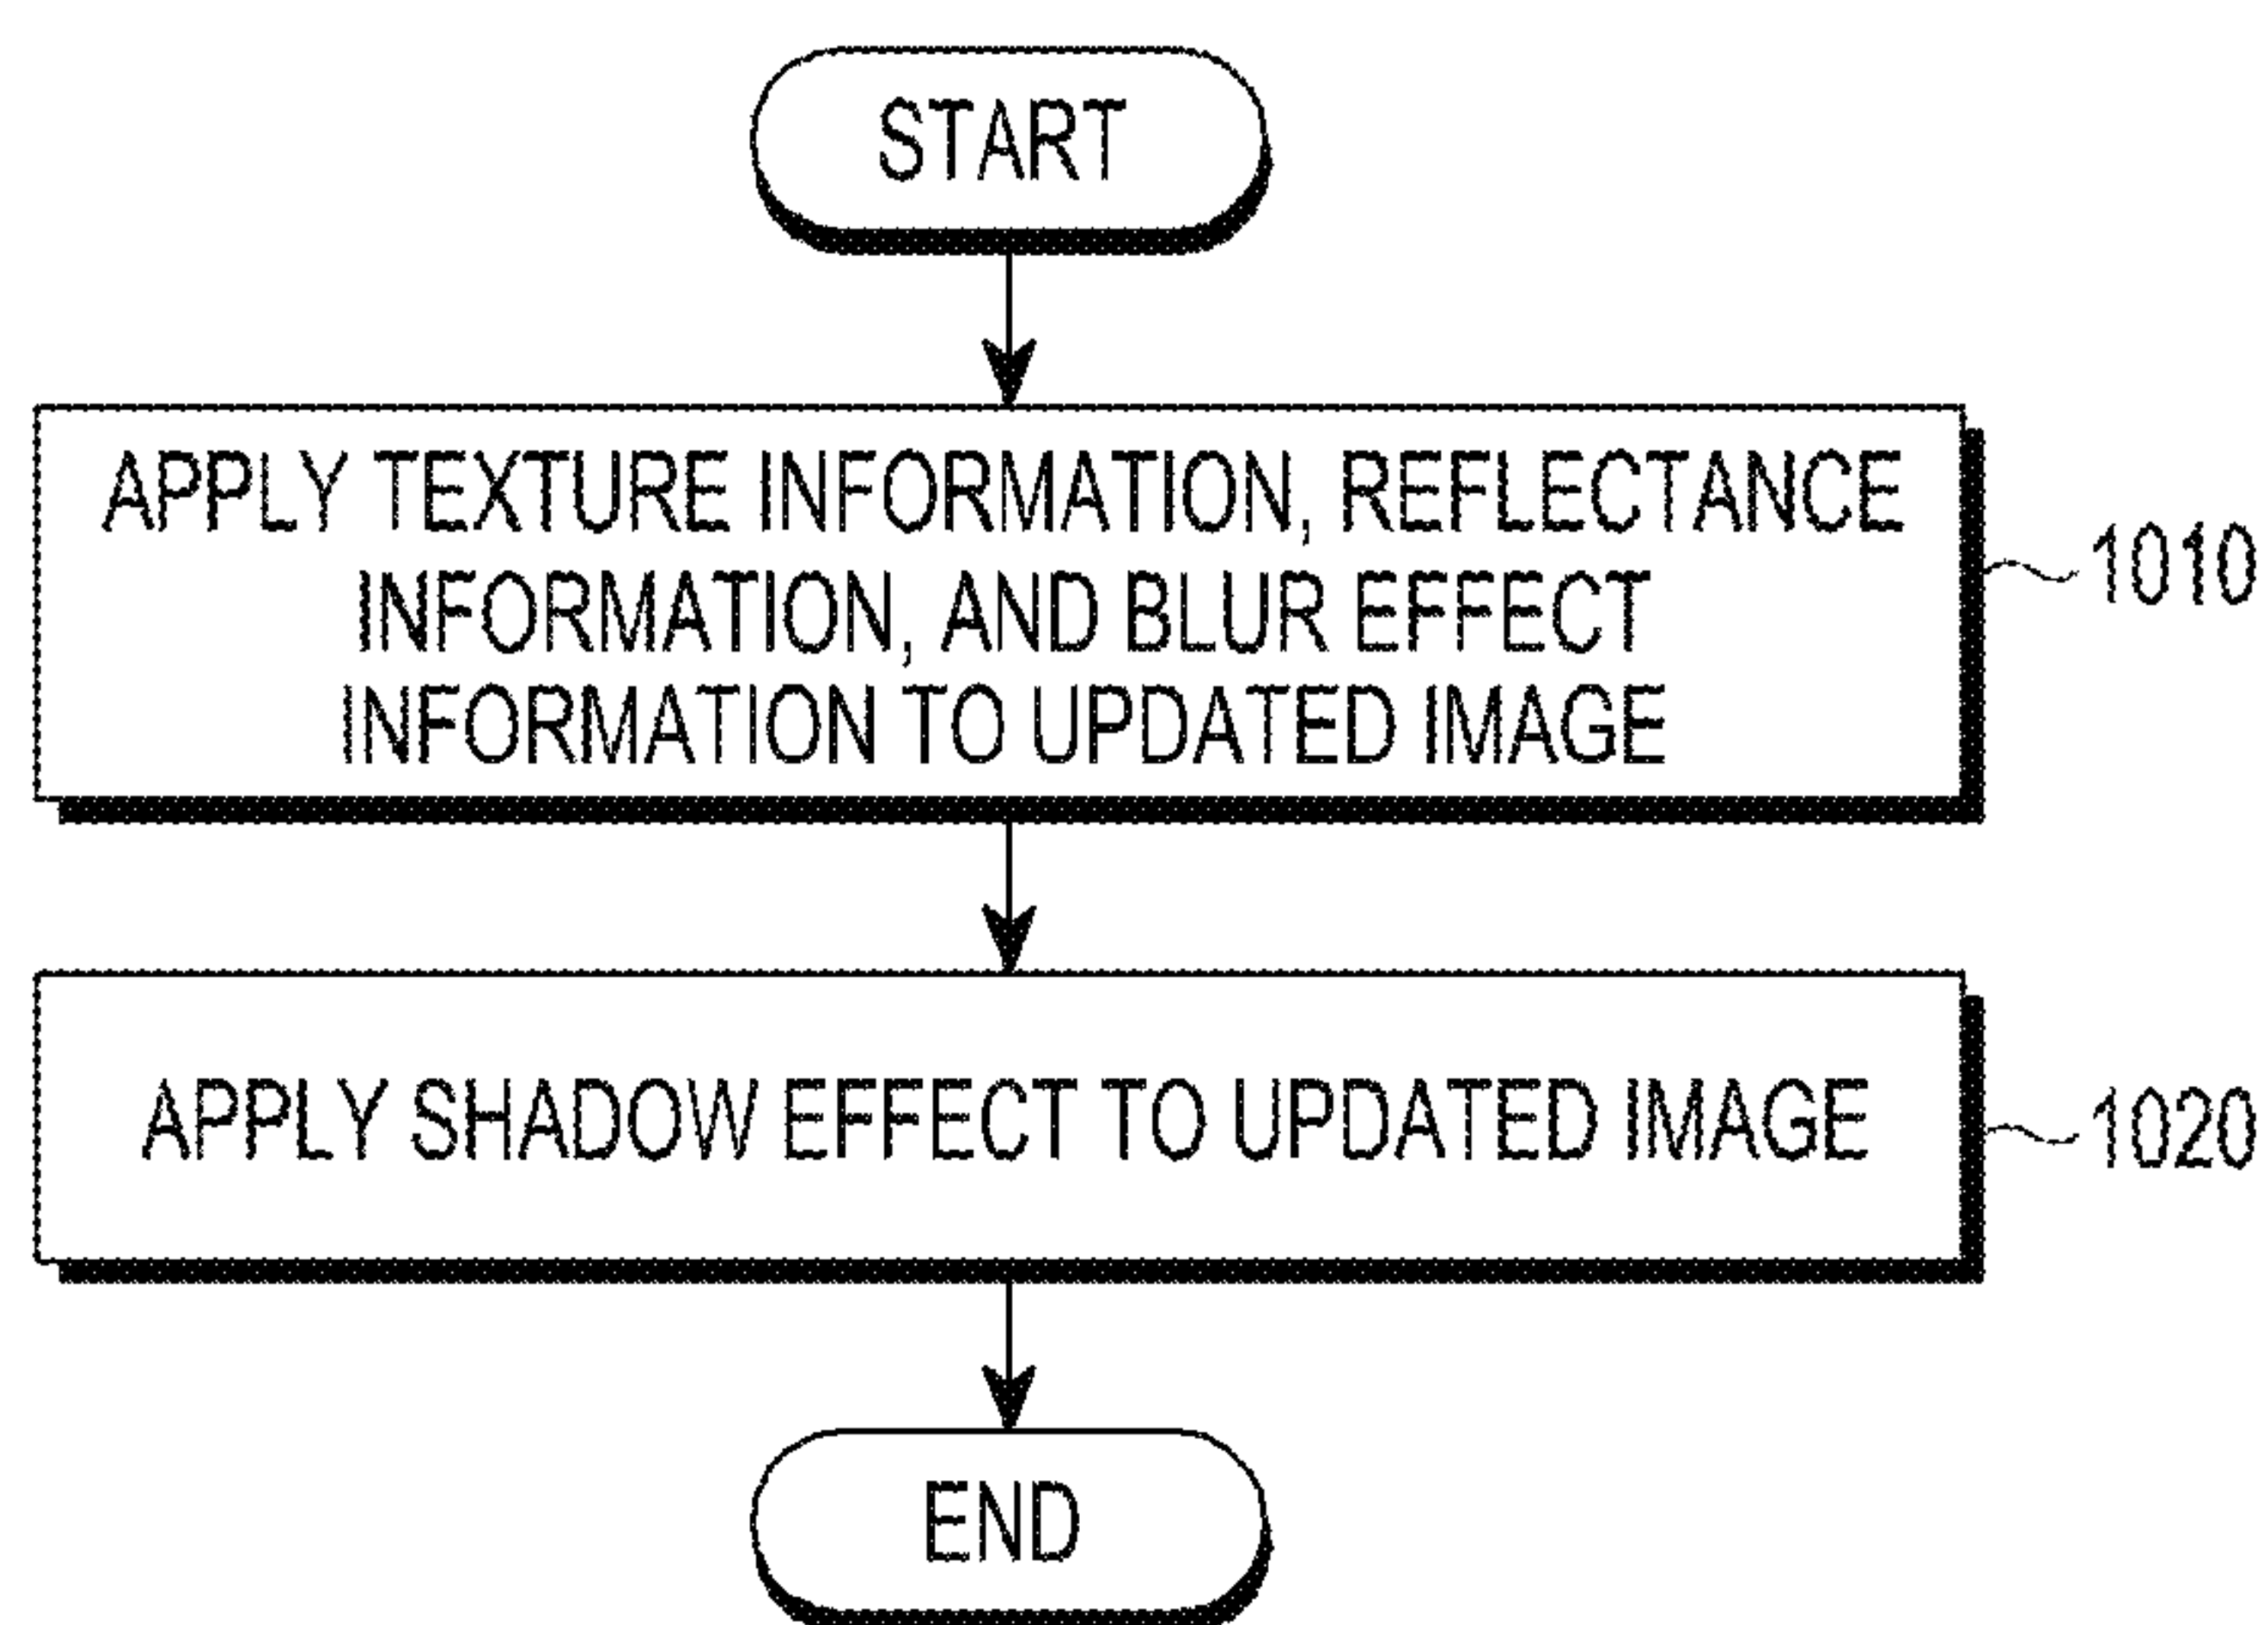 START
APPLY TEXTURE INFORMATION, REFLECTANCE
INFORMATION, AND BLUR EFFECT
INFORMATION TO UPDATED IMAGE
1010
APPLY SHADOW EFFECT TO UPDATED IMAGE
1020
END